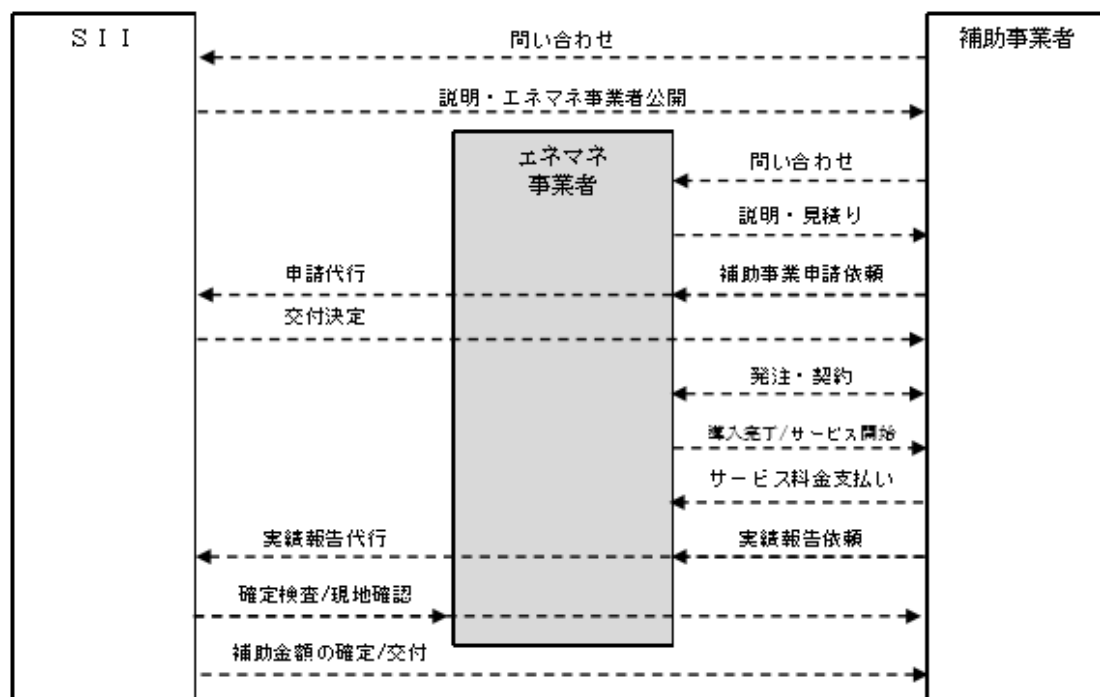 ＳＩＩ
補助事業者
問い合わせ
説明・エネマネ事業者公開
エネマネ
事業者
問い合わせ
説明・見積り
申請代行
補助事業申請依頼
交付決定
発注・契約
導入完了/サービス開始
サービス料金支払い
実績報告代行
実績報告依頼
確定検査/現地確認
補助金額の確定/交付